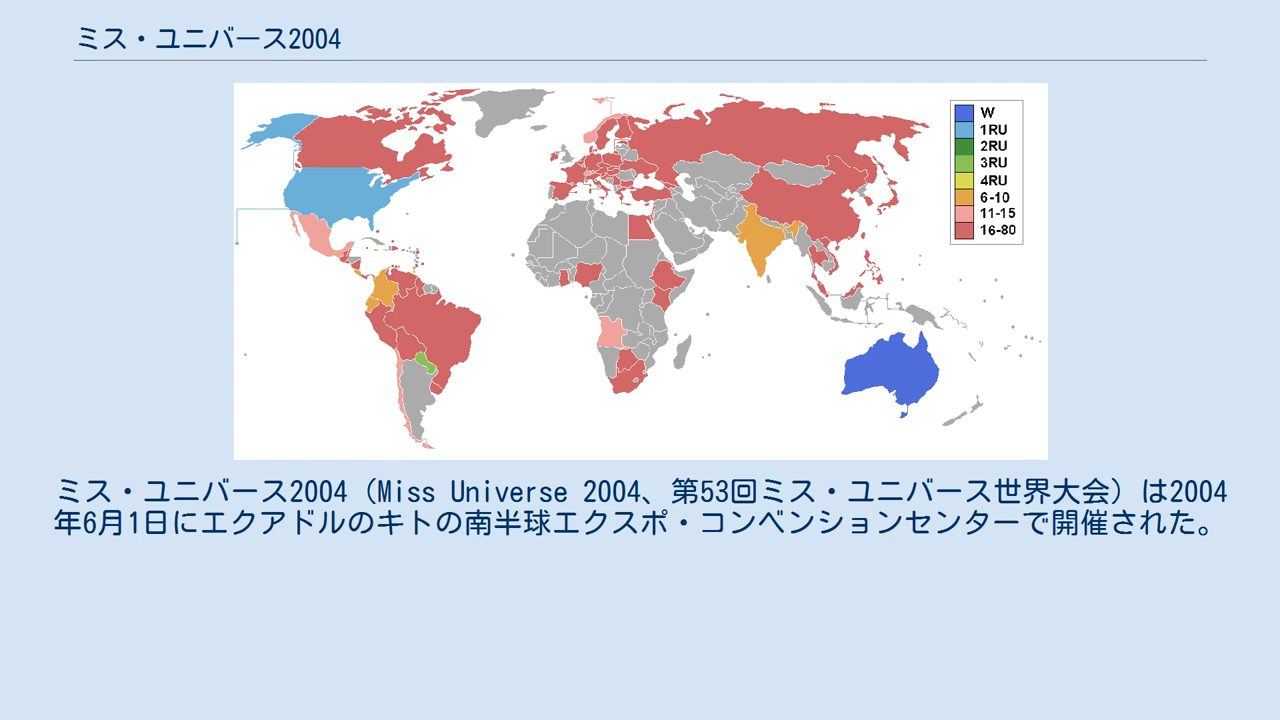 ミス・ユニバース2004
W
1RU
2RU
3RU
4RU
6-10
11-15
16-80
ミス・ユニバース2004（Miss Universe 2004、第53回ミス・ユニバース世界大会）は2004
年6月1日にエクアドルのキトの南半球エクスポ・コンベンションセンターで開催された。